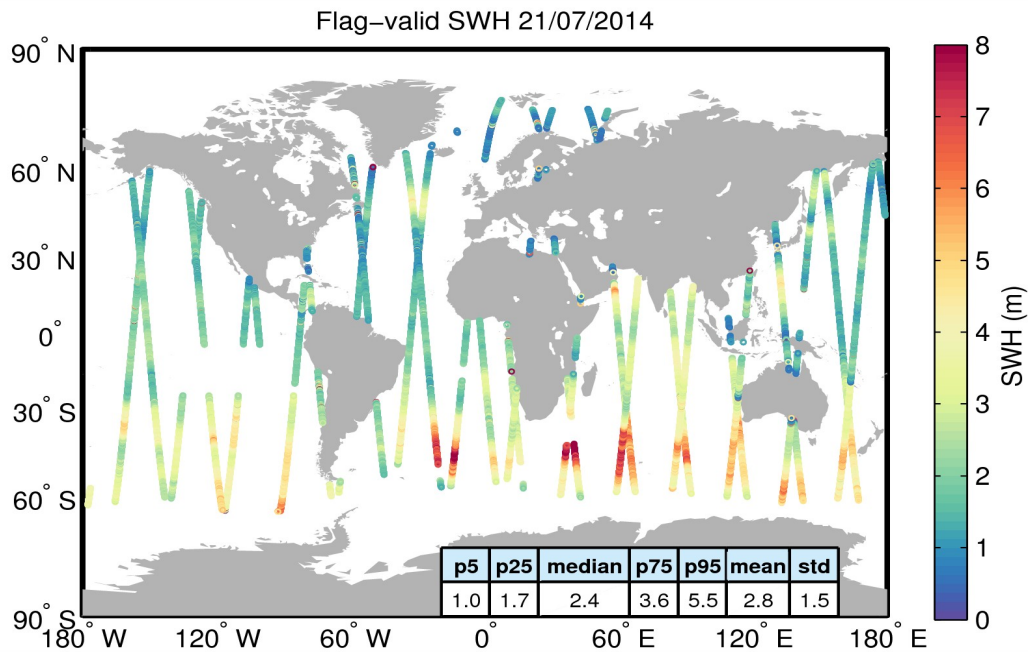 Flag−valid SWH 21/07/2014
90° N
60° N
30° N
0°
30° S
60° S
90° S
180° W 120° W 60° W 0° 60° E 120° E 180° E
p5 p25 median p75 p95 mean std
1.0 1.7 2.4 3.6 5.5 2.8 1.5
8
7
6
5
4
3
2
1
0
SWH (m)